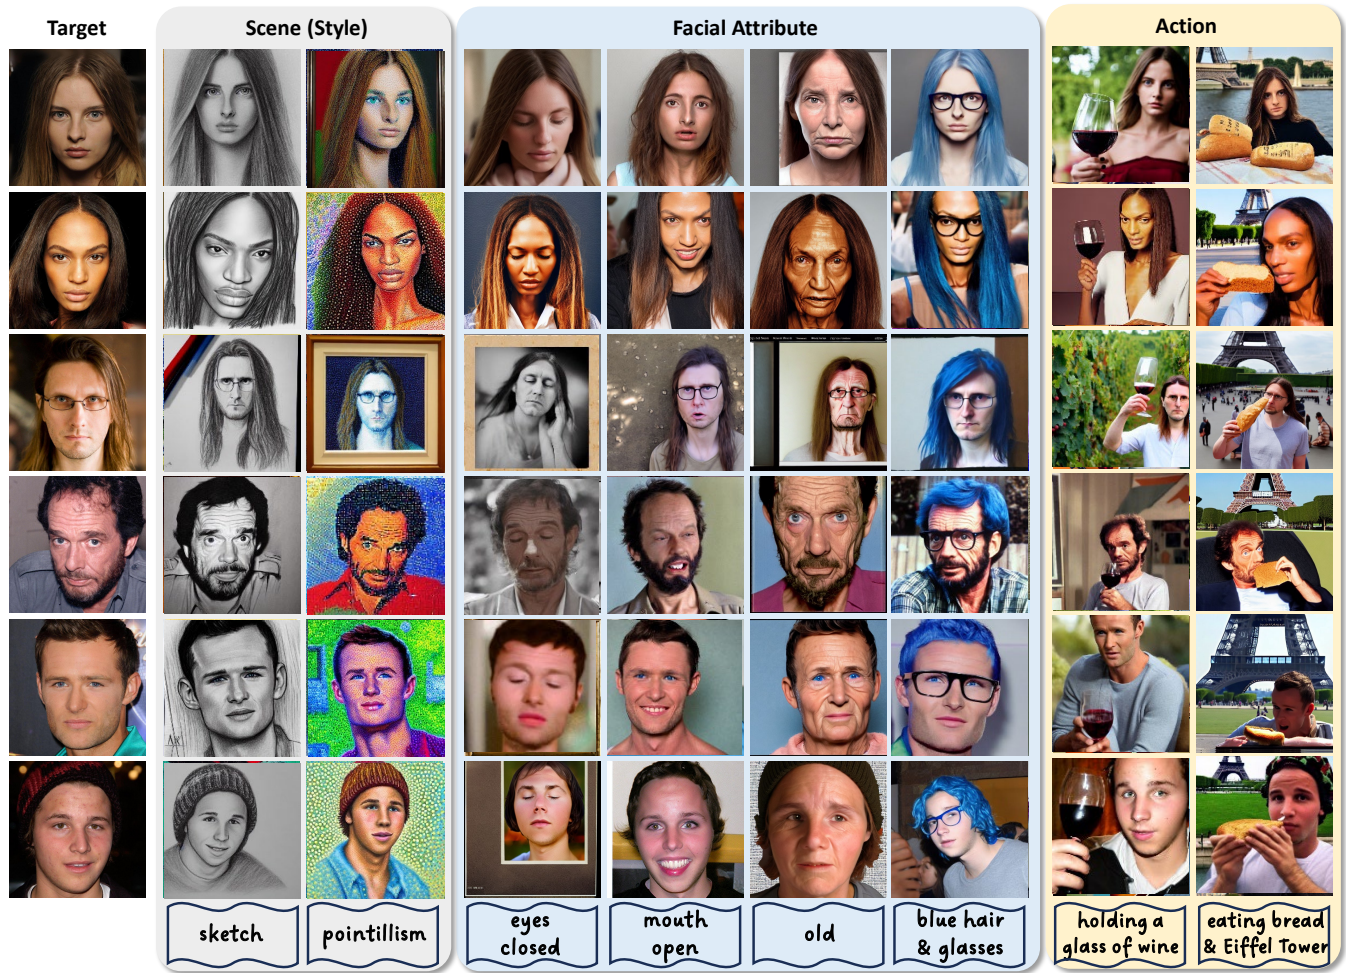 Target
Scene (Style)
Facial Attribute
Action
sketch
pointillism
eyes
closed
mouth
open
old
blue hair
& glasses
holding a
glass of wine
eating bread
& Eiffel Tower